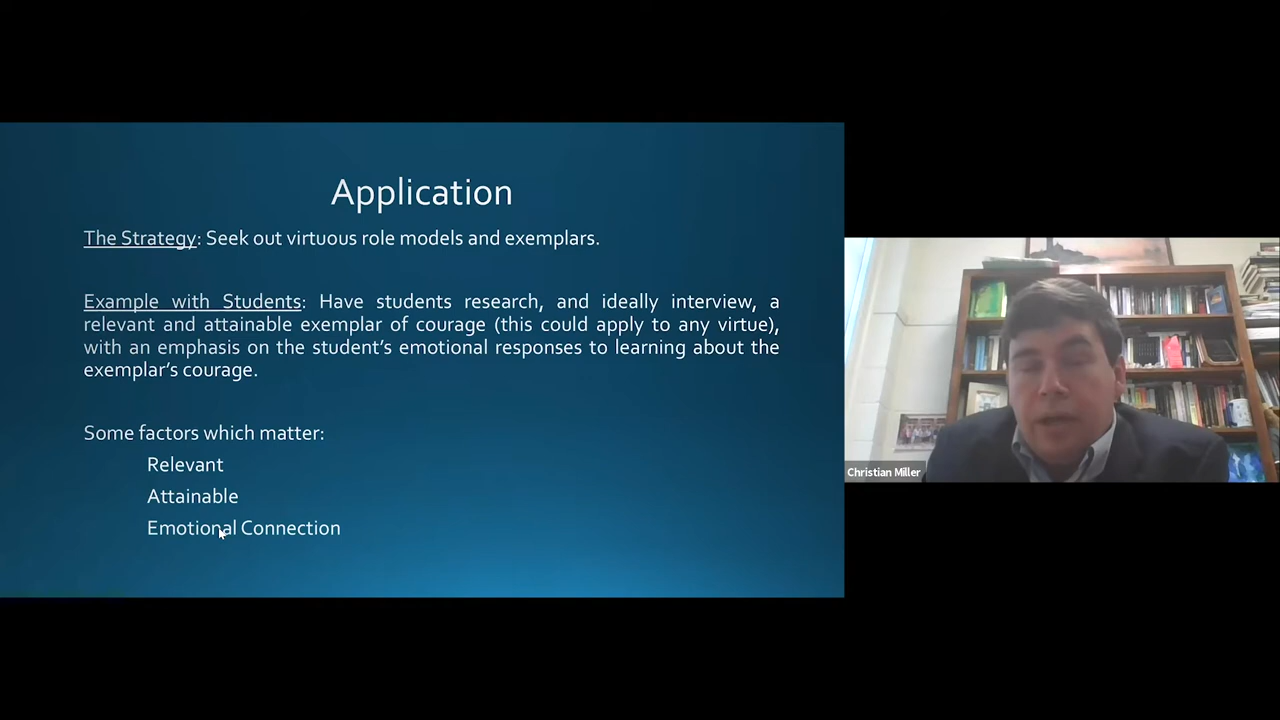 Application
The Strategy: Seek out virtuous role models and exemplars.
Example with Students: Have students research, and ideally interview, a
relevant and attainable exemplar of courage (this could apply to any virtue),
with an emphasis on the student's emotional responses to learning about the
exemplar's courage.
Some factors which matter:
Relevant
Attainable
Emotional Connection
Christian Miller